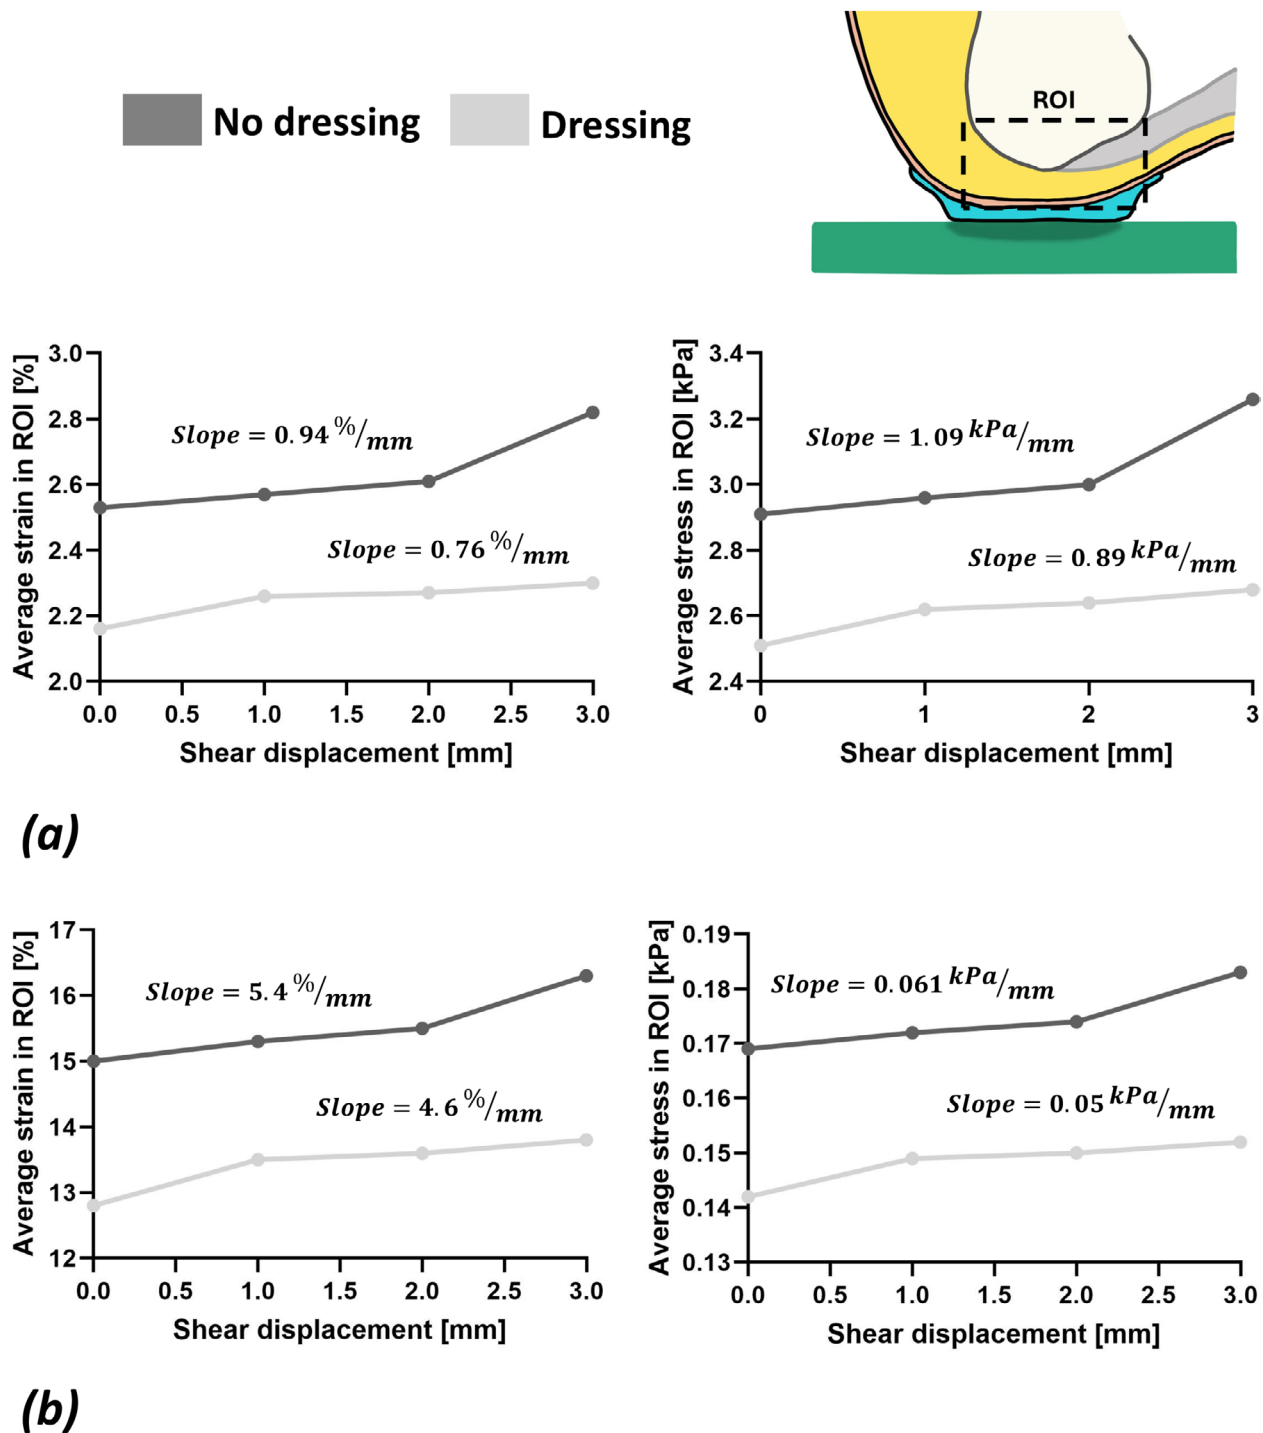 No dressing
Dressing
ROI
Average strain in ROI [%]
3.0
2.8
2.6
2.4
2.2
2.0
Slope = 0.94 %/mm
Slope = 0.76 %/mm
0.0 0.5 1.0 1.5 2.0 2.5 3.0
Shear displacement [mm]
Average stress in ROI [kPa]
3.4
3.2
3.0
2.8
2.6
2.4
Slope = 1.09 kPa/mm
Slope = 0.89 kPa/mm
0 1 2 3
Shear displacement [mm]
(a)
Average strain in ROI [%]
17
16
15
14
13
12
Slope = 5.4 %/mm
Slope = 4.6 %/mm
0.0 0.5 1.0 1.5 2.0 2.5 3.0
Shear displacement [mm]
Average stress in ROI [kPa]
0.19
0.18
0.17
0.16
0.15
0.14
0.13
Slope = 0.061 kPa/mm
Slope = 0.05 kPa/mm
0.0 0.5 1.0 1.5 2.0 2.5 3.0
Shear displacement [mm]
(b)